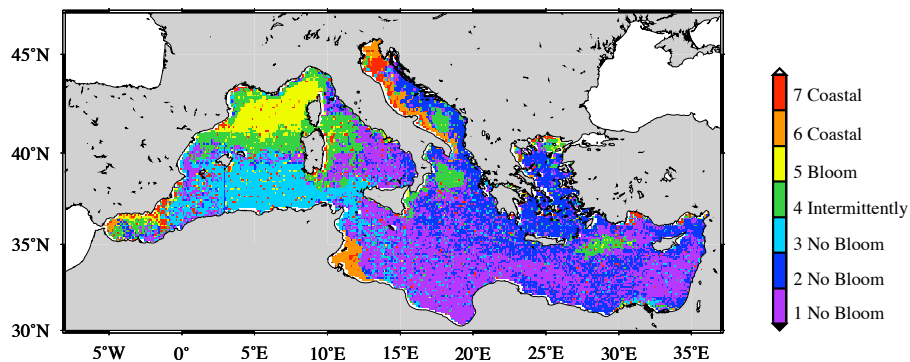 45°N
40°N
35°N
30°N
5°W 0° 5°E 10°E 15°E 20°E 25°E 30°E 35°E
7 Coastal
6 Coastal
5 Bloom
4 Intermittently
3 No Bloom
2 No Bloom
1 No Bloom